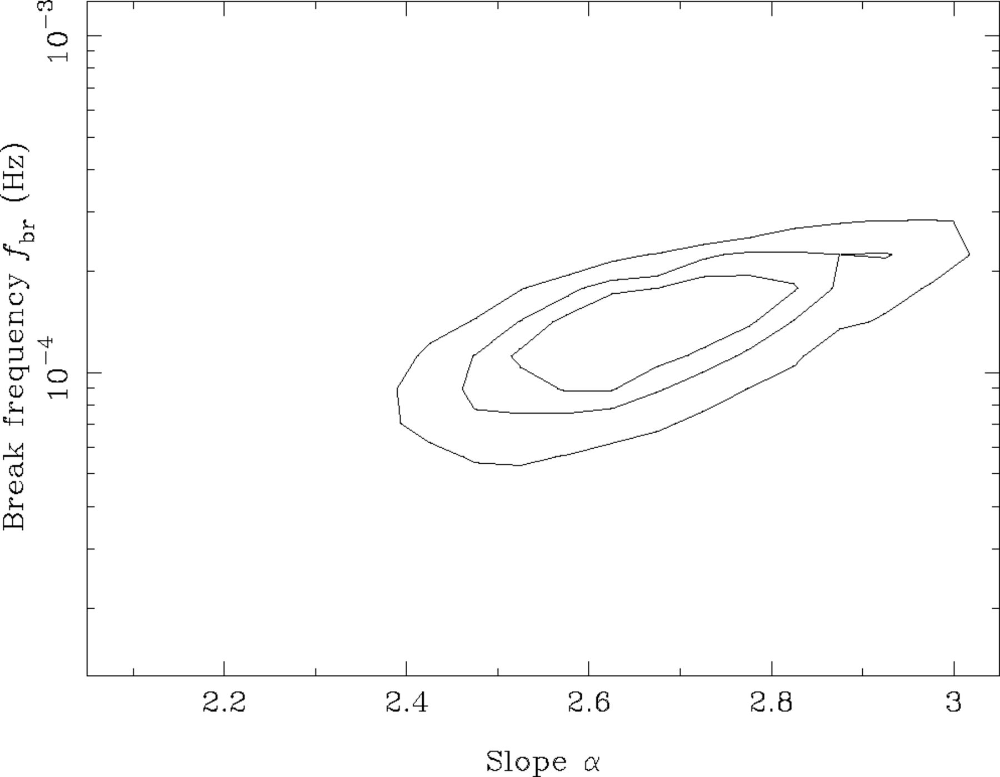 10⁻³
10⁻⁴
Break frequency f_br (Hz)
2.2 2.4 2.6 2.8 3
Slope α